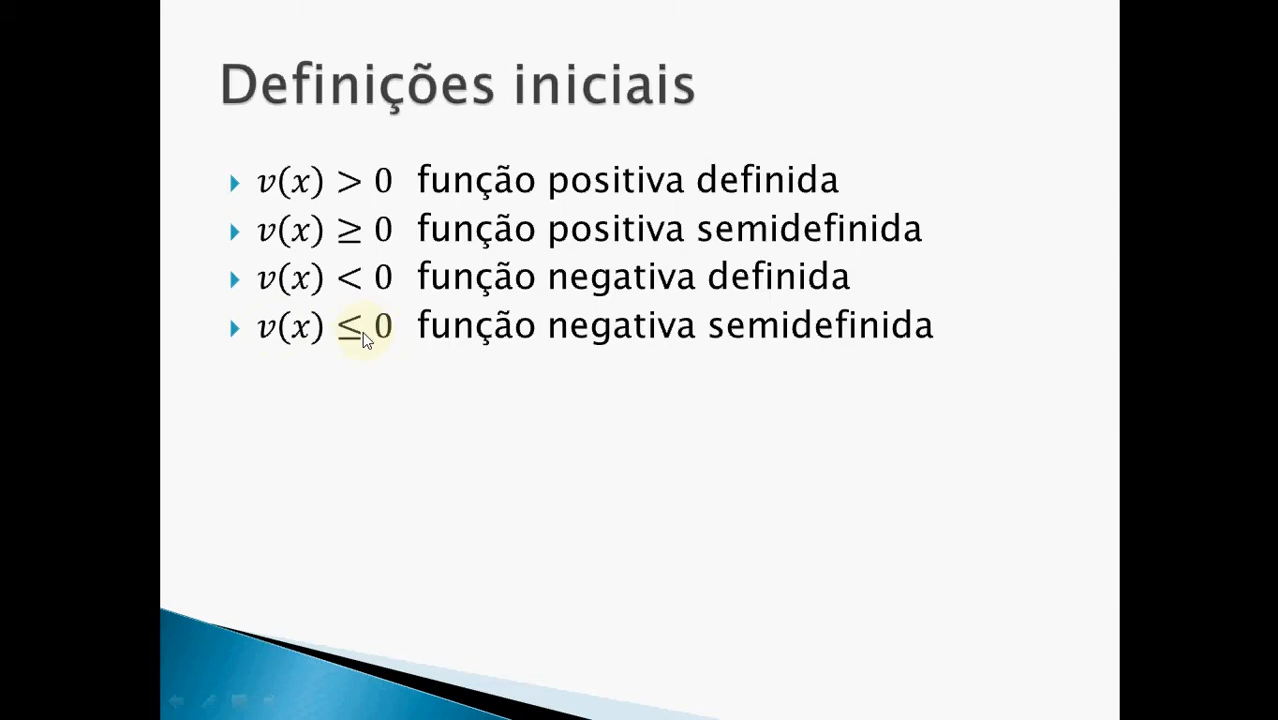 Definições iniciais
v(x) > 0 função positiva definida
v(x) ≥ 0 função positiva semidefinida
v(x) < 0 função negativa definida
v(x) ≤ 0 função negativa semidefinida